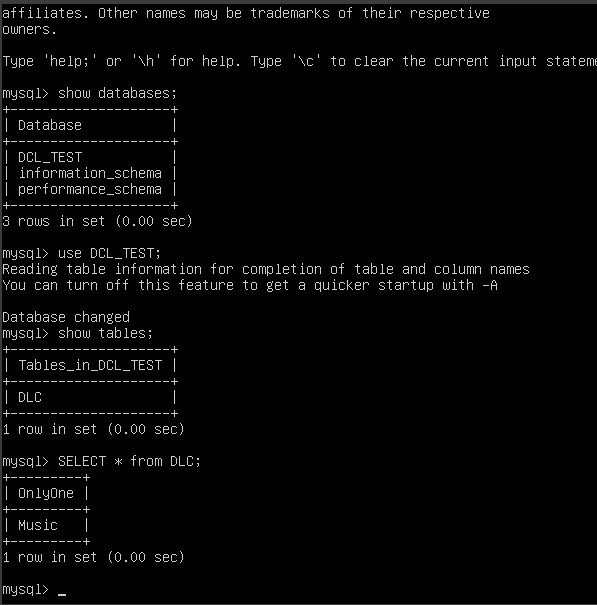 affiliates. Other names may be trademarks of their respective
owners.
Type 'help;' or '\h' for help. Type '\c' to clear the current input
mysql> show databases;
+--------------------+
| Database           |
+--------------------+
| DCL_TEST           |
| information_schema |
| performance_schema |
+--------------------+
3 rows in set (0.00 sec)
mysql> use DCL_TEST;
Reading table information for completion of table and column names
You can turn off this feature to get a quicker startup with -A
Database changed
mysql> show tables;
+--------------------+
| Tables_in_DCL_TEST |
+--------------------+
| DLC                |
+--------------------+
1 row in set (0.00 sec)
mysql> SELECT * from DLC;
+---------+
| OnlyOne |
+---------+
| Music   |
+---------+
1 row in set (0.00 sec)
mysql> _